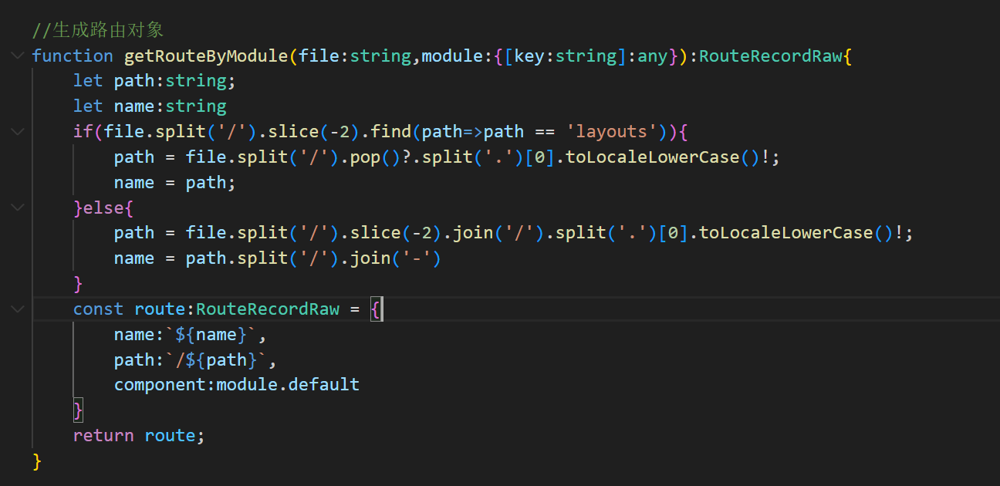 //生成路由对象
function getRouteByModule(file:string,module:{[key:string]:any}):RouteRecordRaw{
    let path:string;
    let name:string
    if(file.split('/').slice(-2).find(path=>path == 'layouts')){
        path = file.split('/').pop()?.split('.')[0].toLocaleLowerCase()!;
        name = path;
    }else{
        path = file.split('/').slice(-2).join('/').split('.')[0].toLocaleLowerCase()!;
        name = path.split('/').join('-')
    }
    const route:RouteRecordRaw = {
        name:`${name}`,
        path:`/${path}`,
        component:module.default
    }
    return route;
}